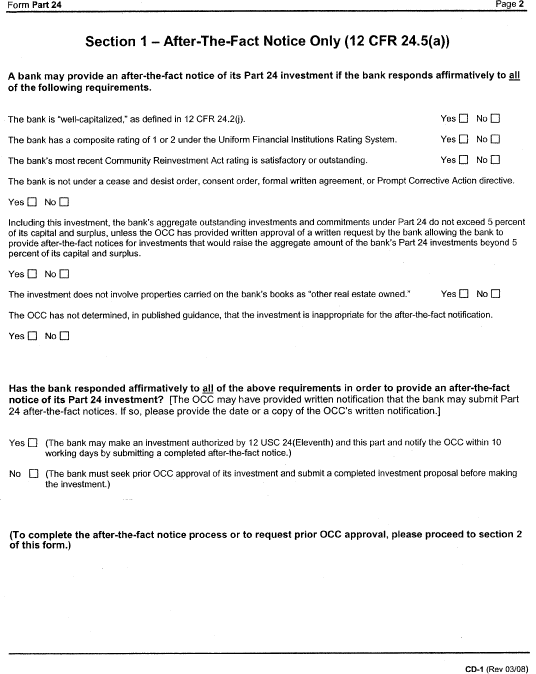 Form Part 24 Page 2
Section 1 – After-The-Fact Notice Only (12 CFR 24.5(a))
A bank may provide an after-the-fact notice of its Part 24 investment if the bank responds affirmatively to all
of the following requirements.
The bank is "well-capitalized," as defined in 12 CFR 24.2(j). Yes ☐ No ☐
The bank has a composite rating of 1 or 2 under the Uniform Financial Institutions Rating System. Yes ☐ No ☐
The bank's most recent Community Reinvestment Act rating is satisfactory or outstanding. Yes ☐ No ☐
The bank is not under a cease and desist order, consent order, formal written agreement, or Prompt Corrective Action directive.
Yes ☐ No ☐
Including this investment, the bank's aggregate outstanding investments and commitments under Part 24 do not exceed 5 percent
of its capital and surplus, unless the OCC has provided written approval of a written request by the bank allowing the bank to
provide after-the-fact notices for investments that would raise the aggregate amount of the bank's Part 24 investments beyond 5
percent of its capital and surplus.
Yes ☐ No ☐
The investment does not involve properties carried on the bank's books as "other real estate owned." Yes ☐ No ☐
The OCC has not determined, in published guidance, that the investment is inappropriate for the after-the-fact notification.
Yes ☐ No ☐
Has the bank responded affirmatively to all of the above requirements in order to provide an after-the-fact
notice of its Part 24 investment? [The OCC may have provided written notification that the bank may submit Part
24 after-the-fact notices. If so, please provide the date or a copy of the OCC's written notification.]
Yes ☐ (The bank may make an investment authorized by 12 USC 24(Eleventh) and this part and notify the OCC within 10
working days by submitting a completed after-the-fact notice.)
No ☐ (The bank must seek prior OCC approval of its investment and submit a completed investment proposal before making
the investment.)
(To complete the after-the-fact notice process or to request prior OCC approval, please proceed to section 2
of this form.)
CD-1 (Rev 03/08)